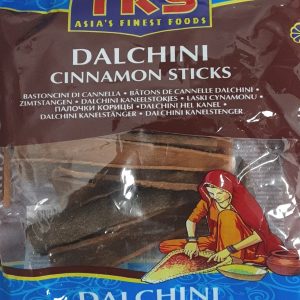 TRS
ASIA'S FINEST FOODS
DALCHINI
CINNAMON STICKS
BASTONCINI DI CANNELLA • BÂTONS DE CANNELLE DALCHINI •
ZIMTSTANGEN • DALCHINI KANEELSTOKJES • LASKI CYNAMONU •
ПАЛОЧКИ КОРИЦЫ •DALCHINI HEL KANEL •
DALCHINI KANELSTÄNGER • DALCHINI KANELSTENGER
DALCHINI